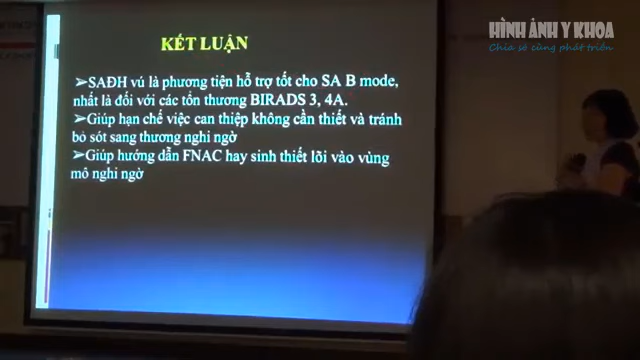 HÌNH ẢNH Y KHOA
Chia sẻ cùng phát triển
KẾT LUẬN
➢SAĐH vú là phương tiện hỗ trợ tốt cho SA B mode,
nhất là đối với các tổn thương BIRADS 3, 4A.
➢Giúp hạn chế việc can thiệp không cần thiết và tránh
bỏ sót sang thương nghi ngờ
➢Giúp hướng dẫn FNAC hay sinh thiết lõi vào vùng
mô nghi ngờ